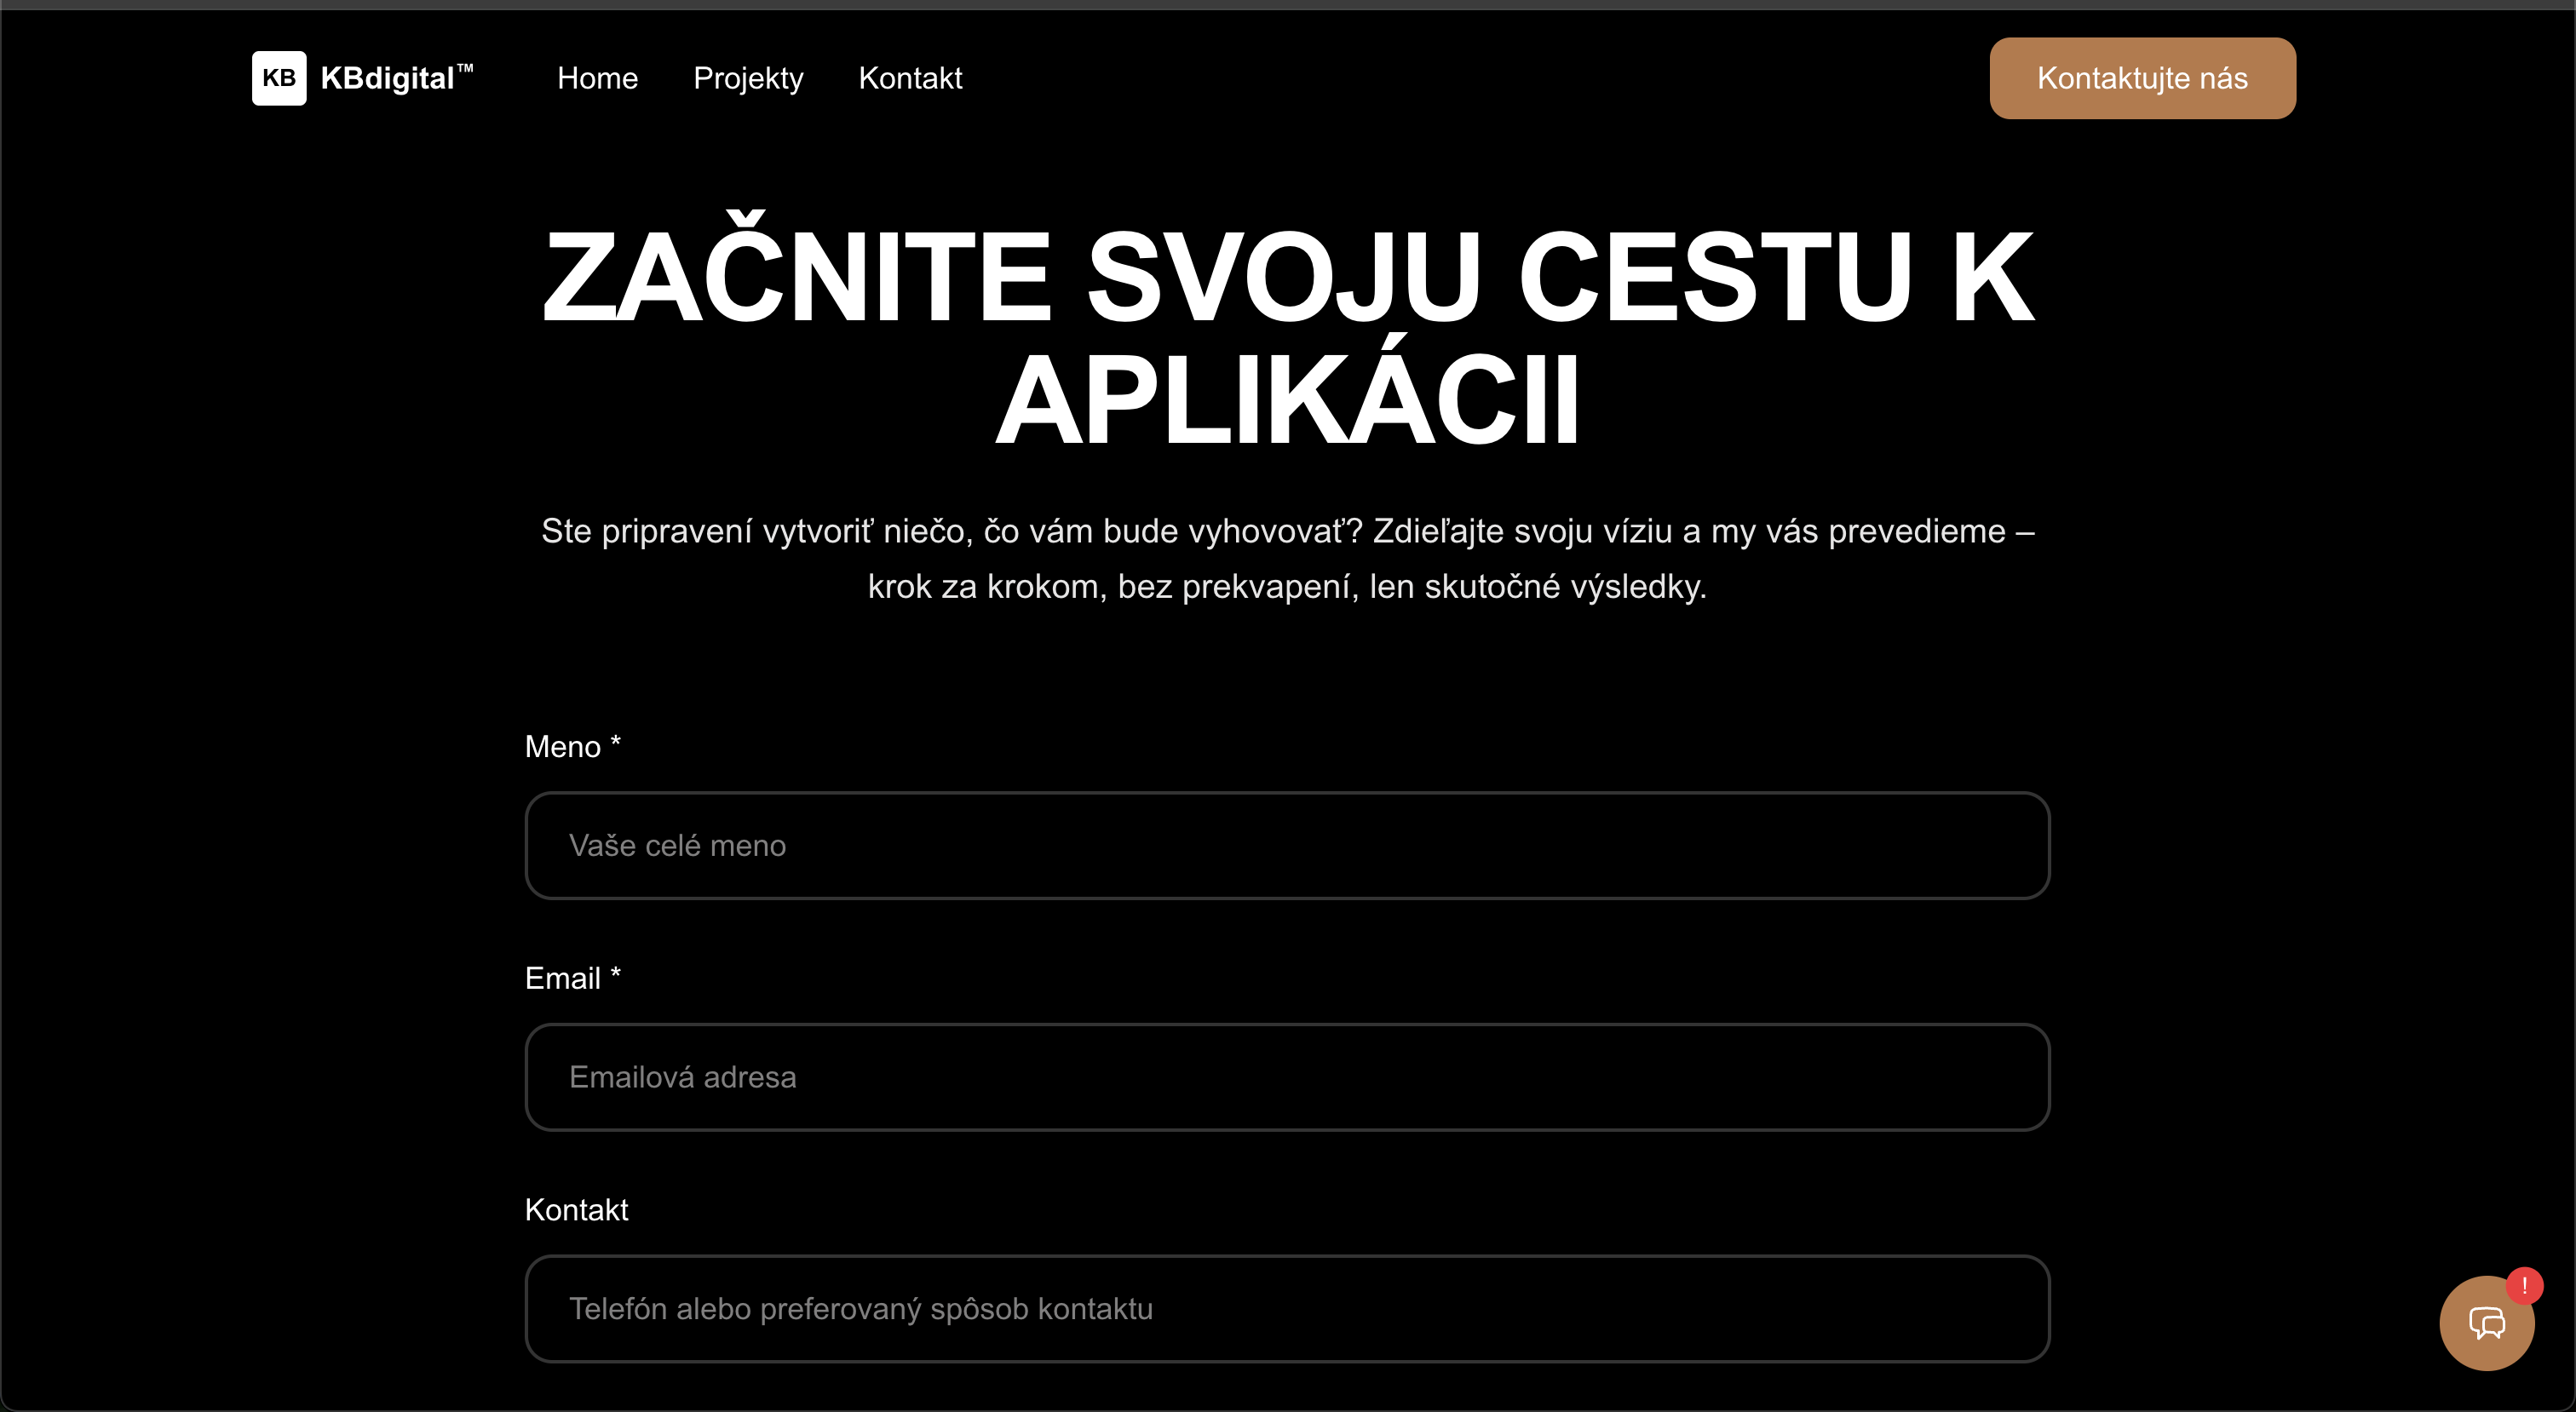 KB KBdigital™ Home Projekty Kontakt Kontaktujte nás
ZAČNITE SVOJU CESTU K
APLIKÁCII
Ste pripravení vytvoriť niečo, čo vám bude vyhovovať? Zdieľajte svoju víziu a my vás prevedieme –
krok za krokom, bez prekvapení, len skutočné výsledky.
Meno *
Vaše celé meno
Email *
Emailová adresa
Kontakt
Telefón alebo preferovaný spôsob kontaktu
!